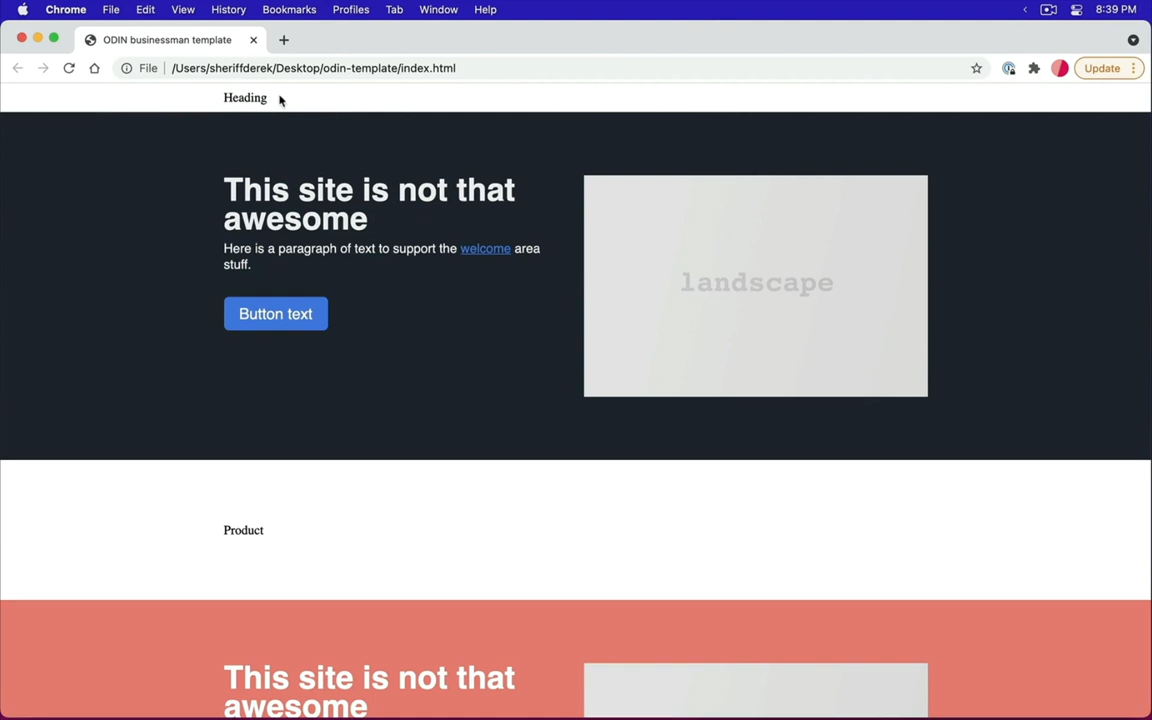 Chrome File Edit View History Bookmarks Profiles Tab Window Help 8:39 PM
ODIN businessman template
File /Users/sheriffderek/Desktop/odin-template/index.html Update
Heading
This site is not that
awesome
Here is a paragraph of text to support the welcome area
stuff.
Button text
landscape
Product
This site is not that
awesome